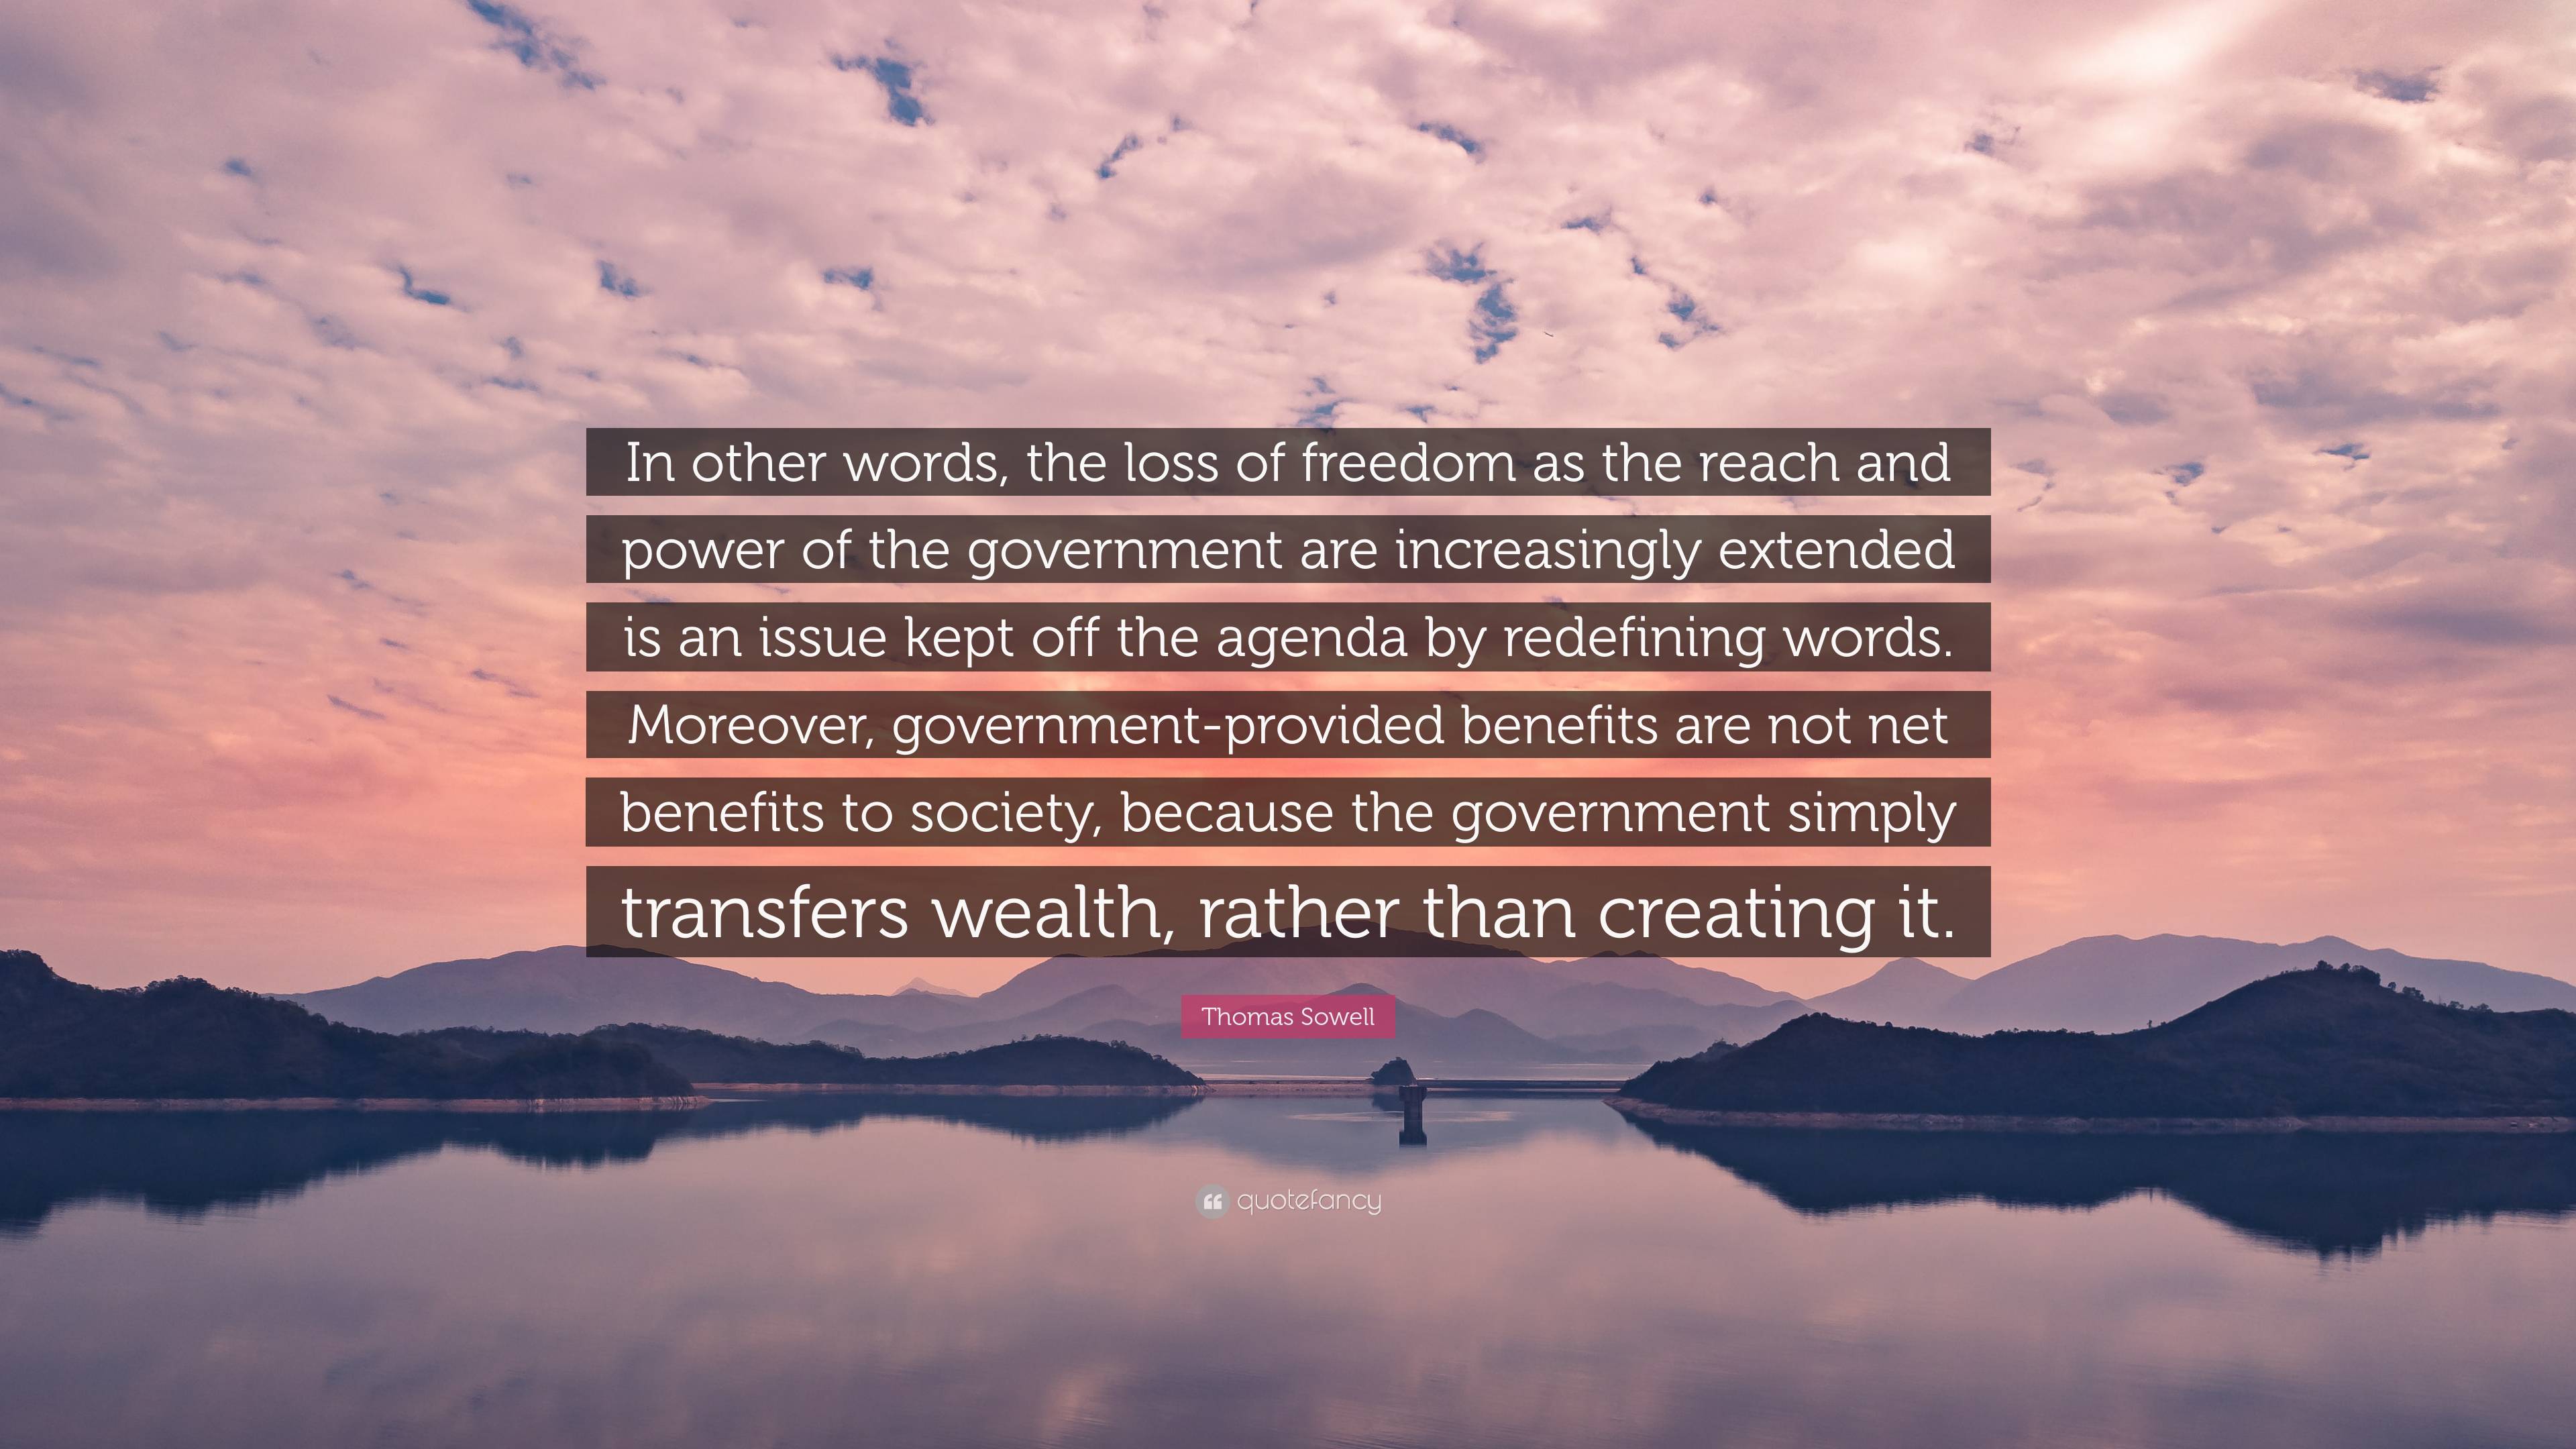 In other words, the loss of freedom as the reach and
power of the government are increasingly extended
is an issue kept off the agenda by redefining words.
Moreover, government-provided benefits are not net
benefits to society, because the government simply
transfers wealth, rather than creating it.
Thomas Sowell
quotefancy